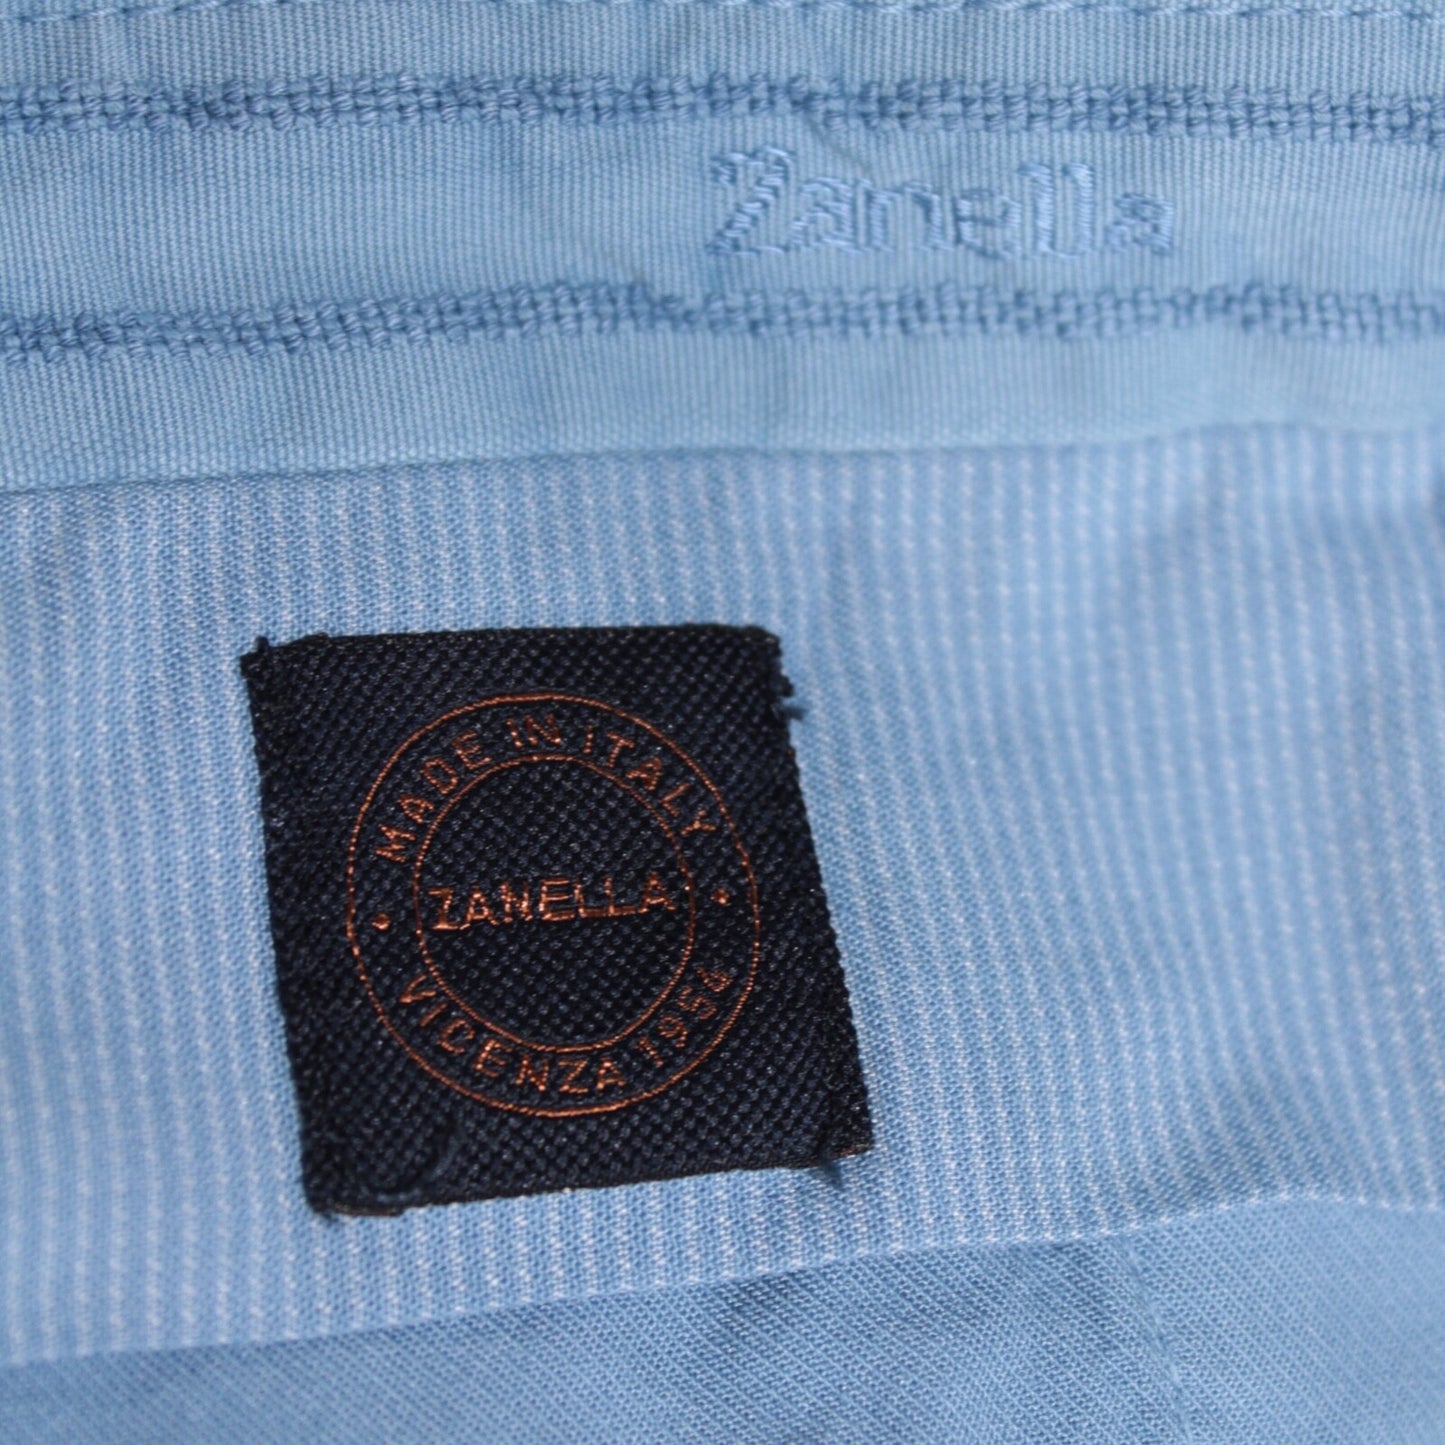 Zanella
MADE IN ITALY
ZANELLA
VICENZA 1954